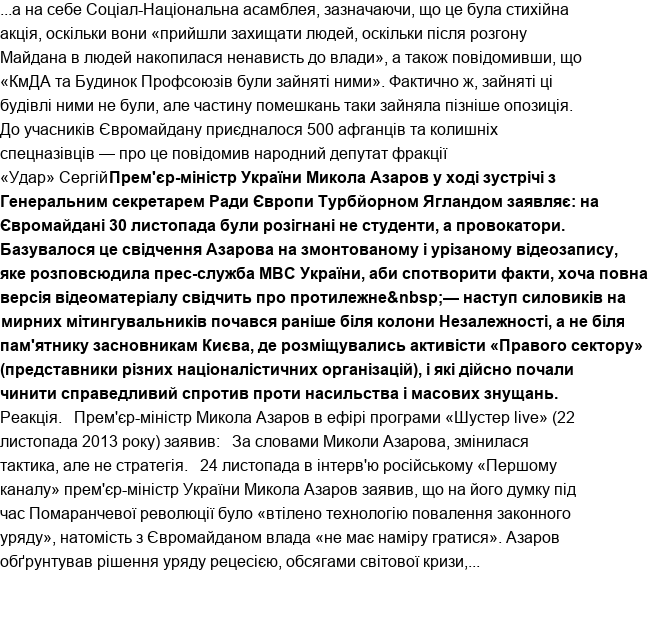 ...а на себе Соціал-Національна асамблея, зазначаючи, що це була стихійна
акція, оскільки вони «прийшли захищати людей, оскільки після розгону
Майдана в людей накопилася ненависть до влади», а також повідомивши, що
«КмДА та Будинок Профсоюзів були зайняті ними». Фактично ж, зайняті ці
будівлі ними не були, але частину помешкань таки зайняла пізніше опозиція.
До учасників Євромайдану приєдналося 500 афганців та колишніх
спецназівців — про це повідомив народний депутат фракції
«Удар» СергійПрем'єр-міністр України Микола Азаров у ході зустрічі з
Генеральним секретарем Ради Європи Турбйорном Ягландом заявляє: на
Євромайдані 30 листопада були розігнані не студенти, а провокатори.
Базувалося це свідчення Азарова на змонтованому і урізаному відеозапису,
яке розповсюдила прес-служба МВС України, аби спотворити факти, хоча повна
версія відеоматеріалу свідчить про протилежне&nbsp;— наступ силовиків на
мирних мітингувальників почався раніше біля колони Незалежності, а не біля
пам'ятнику засновникам Києва, де розміщувались активісти «Правого сектору»
(представники різних націоналістичних організацій), і які дійсно почали
чинити справедливий спротив проти насильства і масових знущань.
Реакція.   Прем'єр-міністр Микола Азаров в ефірі програми «Шустер live» (22
листопада 2013 року) заявив:   За словами Миколи Азарова, змінилася
тактика, але не стратегія.   24 листопада в інтерв'ю російському «Першому
каналу» прем'єр-міністр України Микола Азаров заявив, що на його думку під
час Помаранчевої революції було «втілено технологію повалення законного
уряду», натомість з Євромайданом влада «не має наміру гратися». Азаров
обґрунтував рішення уряду рецесією, обсягами світової кризи,...